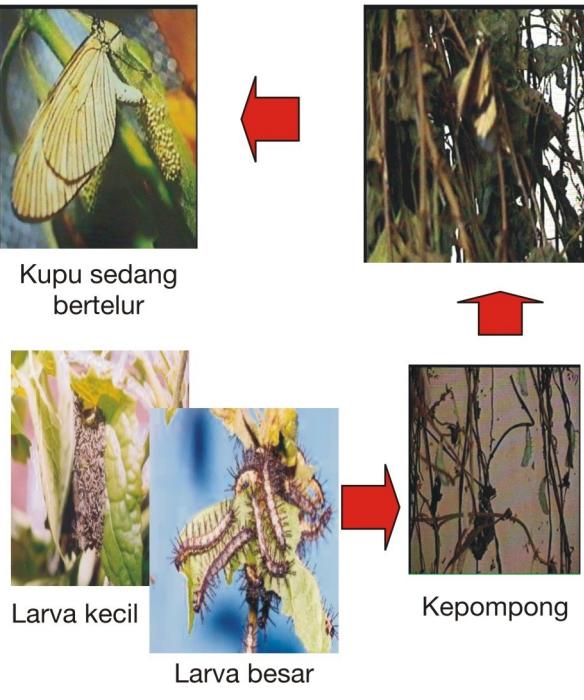 Kupu sedang
bertelur
Larva kecil
Larva besar
Kepompong